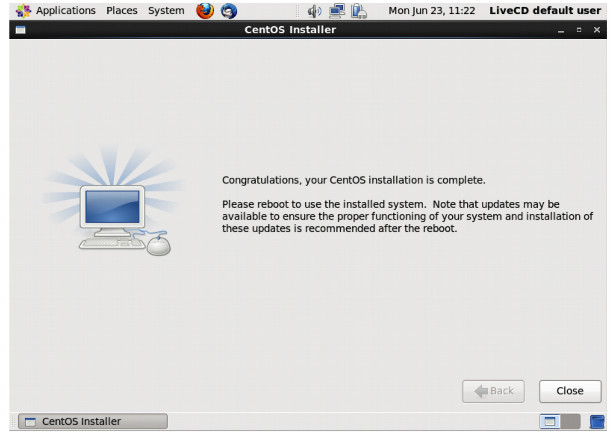 Applications Places System Mon Jun 23, 11:22 LiveCD default user
CentOS Installer
Congratulations, your CentOS installation is complete.
Please reboot to use the installed system. Note that updates may be
available to ensure the proper functioning of your system and installation of
these updates is recommended after the reboot.
Back Close
CentOS Installer